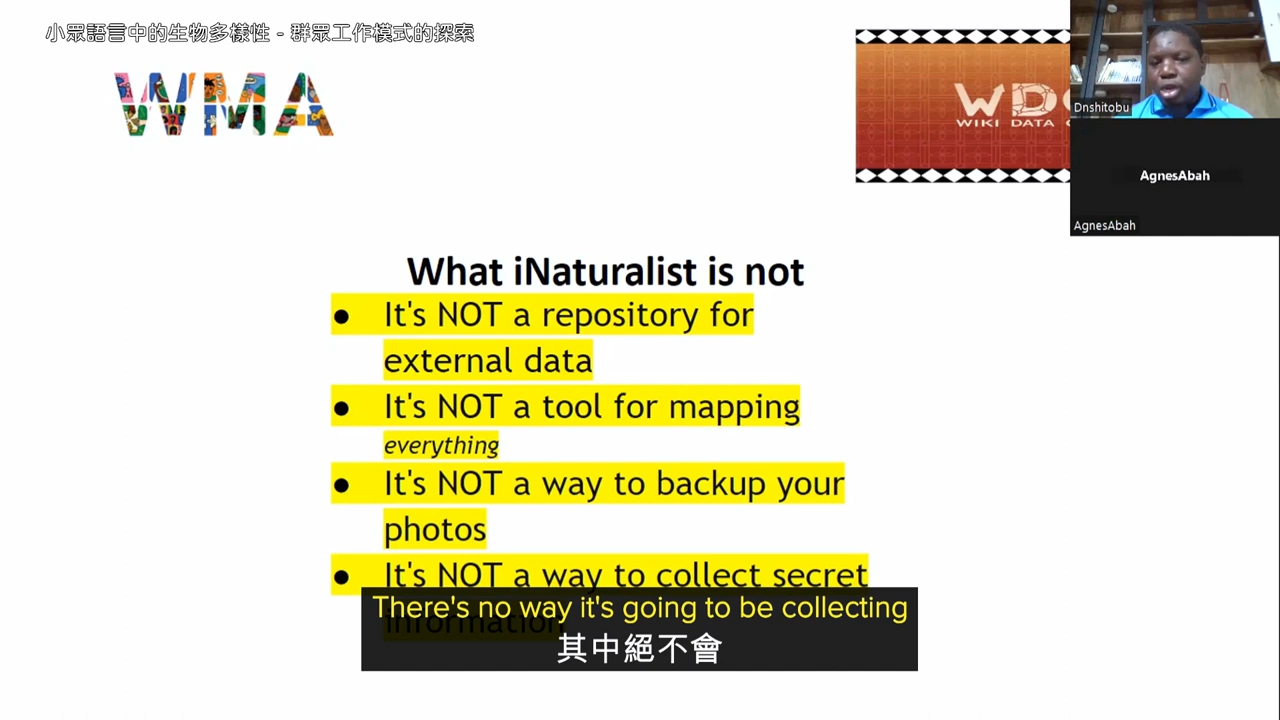 小眾語言中的生物多樣性 - 群眾工作模式的探索
WMA
WD
WIKI DATA
Dnshitobu
AgnesAbah
AgnesAbah
What iNaturalist is not
● It's NOT a repository for
external data
● It's NOT a tool for mapping
everything
● It's NOT a way to backup your
photos
● It's NOT a way to collect secret
information
There's no way it's going to be collecting
其中絕不會